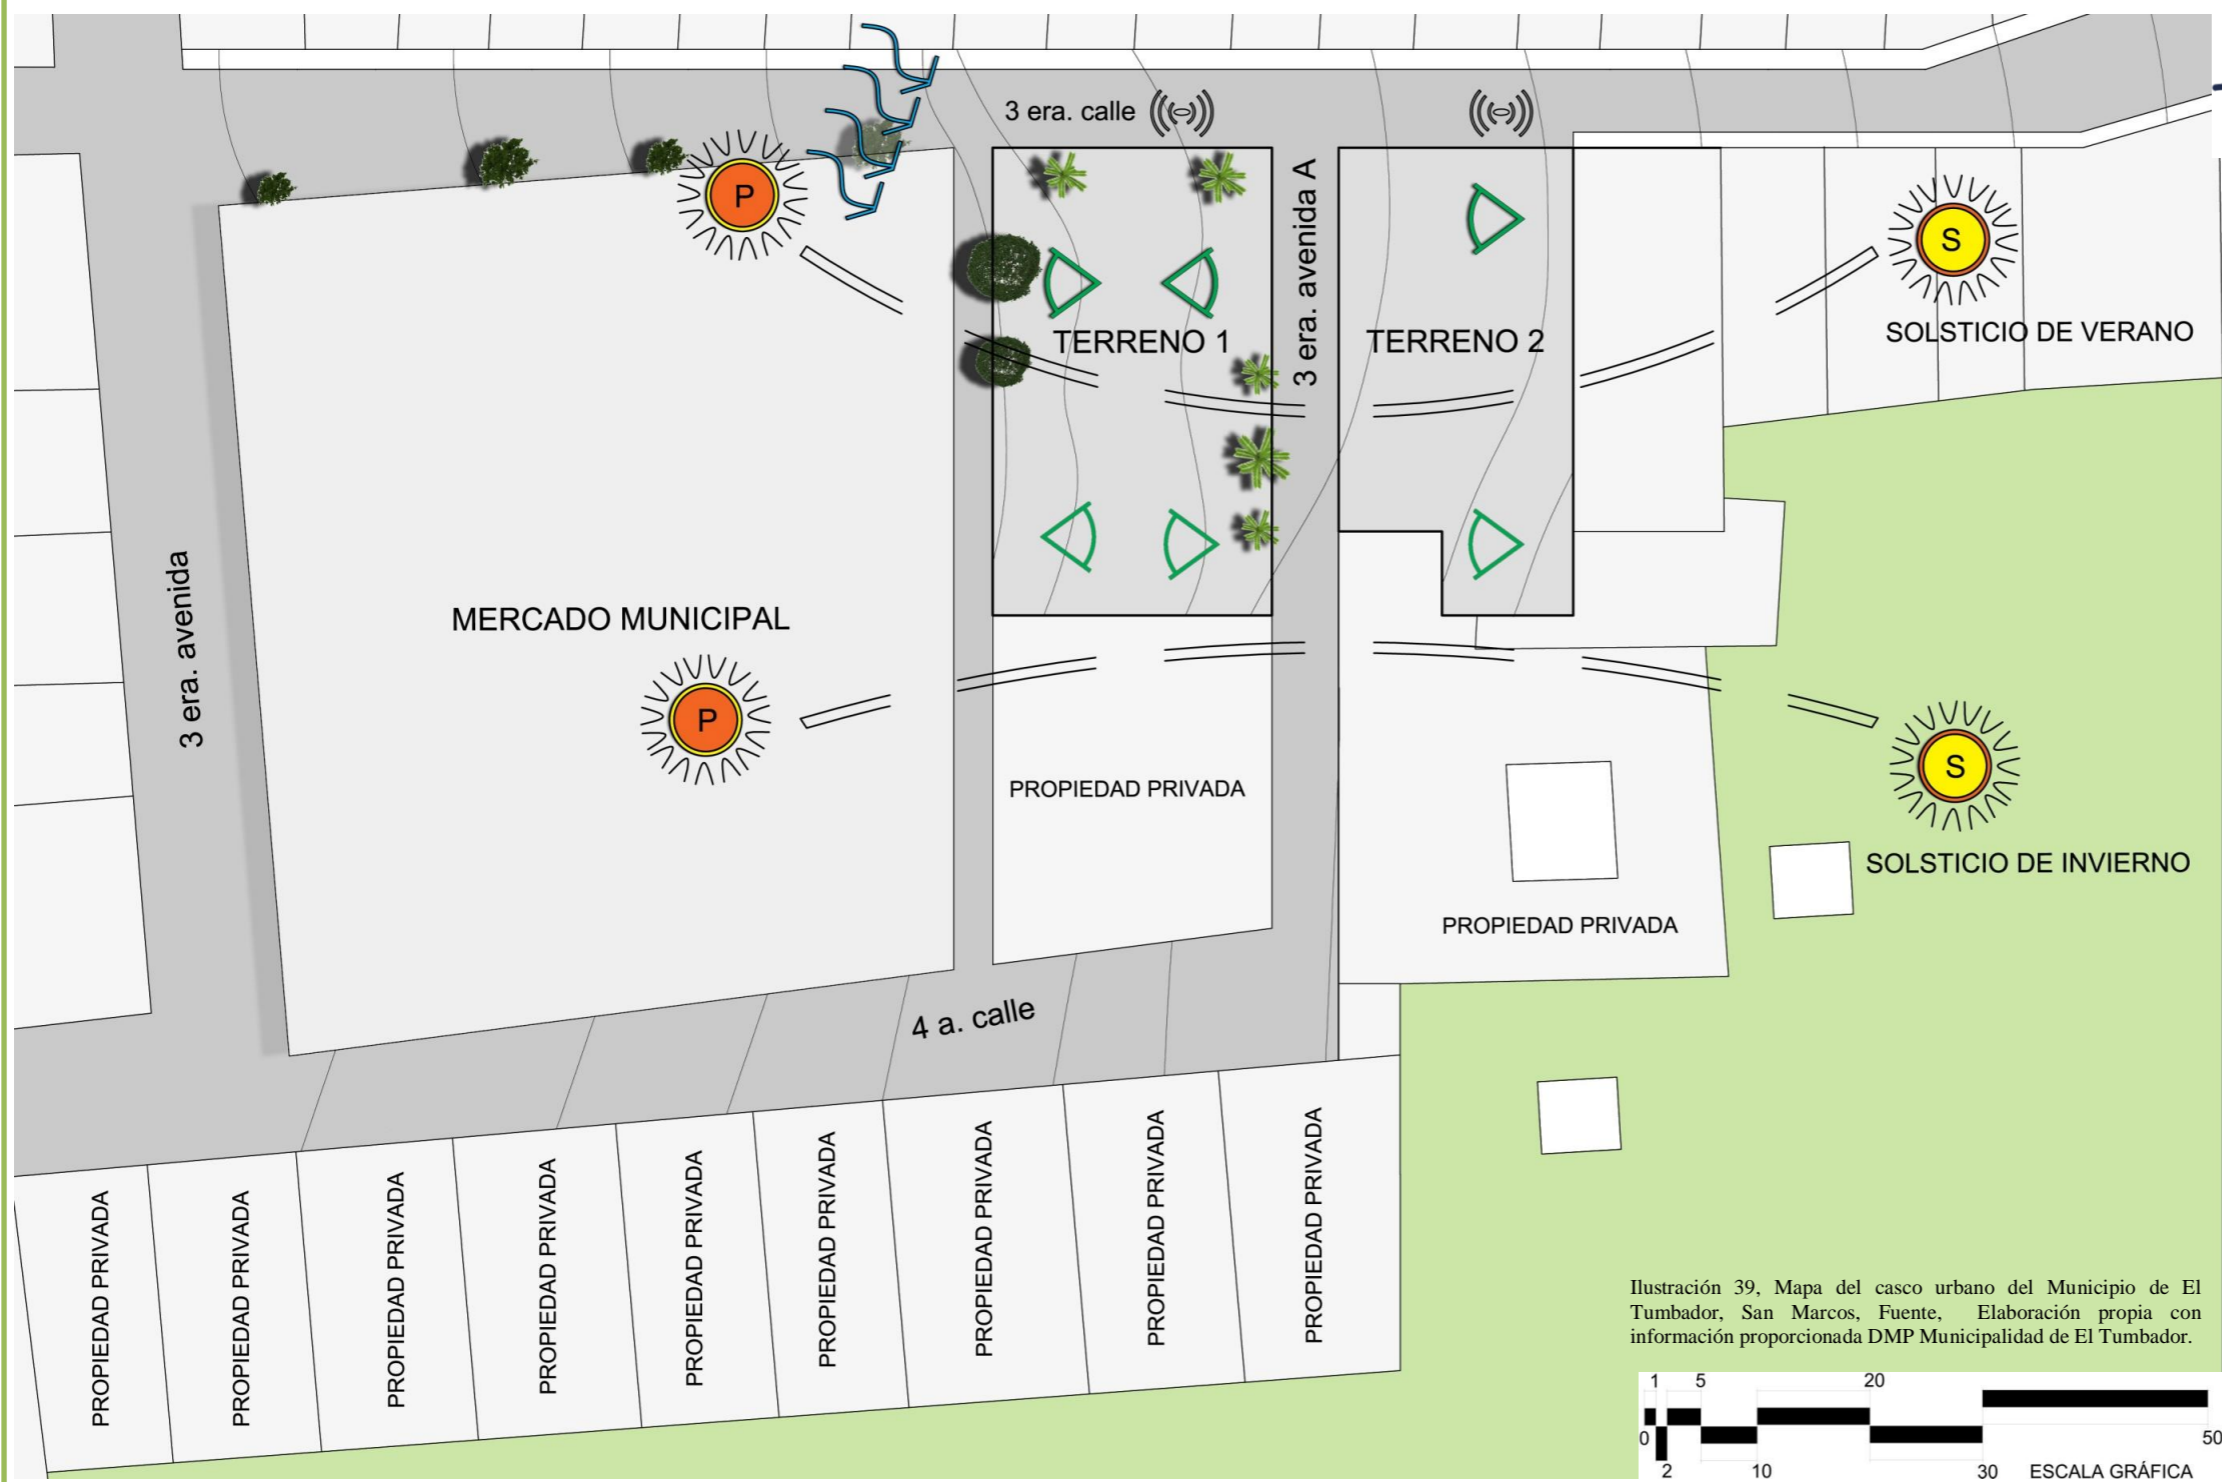 3 era. calle
3 era. avenida A
P
S
TERRENO 1
TERRENO 2
SOLSTICIO DE VERANO
3 era. avenida
MERCADO MUNICIPAL
P
S
PROPIEDAD PRIVADA
SOLSTICIO DE INVIERNO
PROPIEDAD PRIVADA
4 a. calle
PROPIEDAD PRIVADA
PROPIEDAD PRIVADA
PROPIEDAD PRIVADA
PROPIEDAD PRIVADA
PROPIEDAD PRIVADA
PROPIEDAD PRIVADA
PROPIEDAD PRIVADA
PROPIEDAD PRIVADA
PROPIEDAD PRIVADA
Ilustración 39, Mapa del casco urbano del Municipio de El
Tumbador, San Marcos, Fuente, Elaboración propia con
información proporcionada DMP Municipalidad de El Tumbador.
1 5 20
0 50
2 10 30 ESCALA GRÁFICA